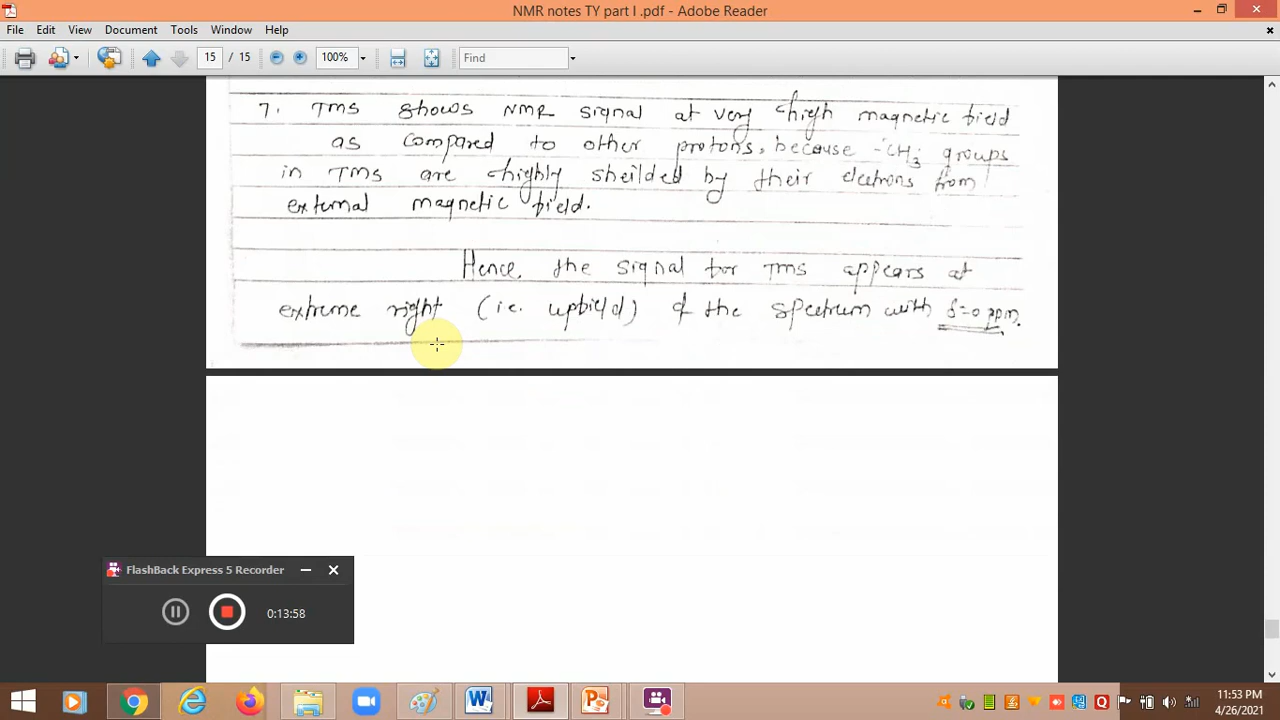 NMR notes TY part I .pdf - Adobe Reader
File Edit View Document Tools Window Help
15 / 15 100% Find
7. TMS shows NMR signal at very high magnetic field
as compared to other protons, because -CH3 groups
in TMS are highly sheilded by their electrons from
external magnetic field.
Hence, the signal for TMS appears at
extreme right (i.e. upfield) of the spectrum with δ=0 ppm.
FlashBack Express 5 Recorder
0:13:58
11:53 PM
4/26/2021